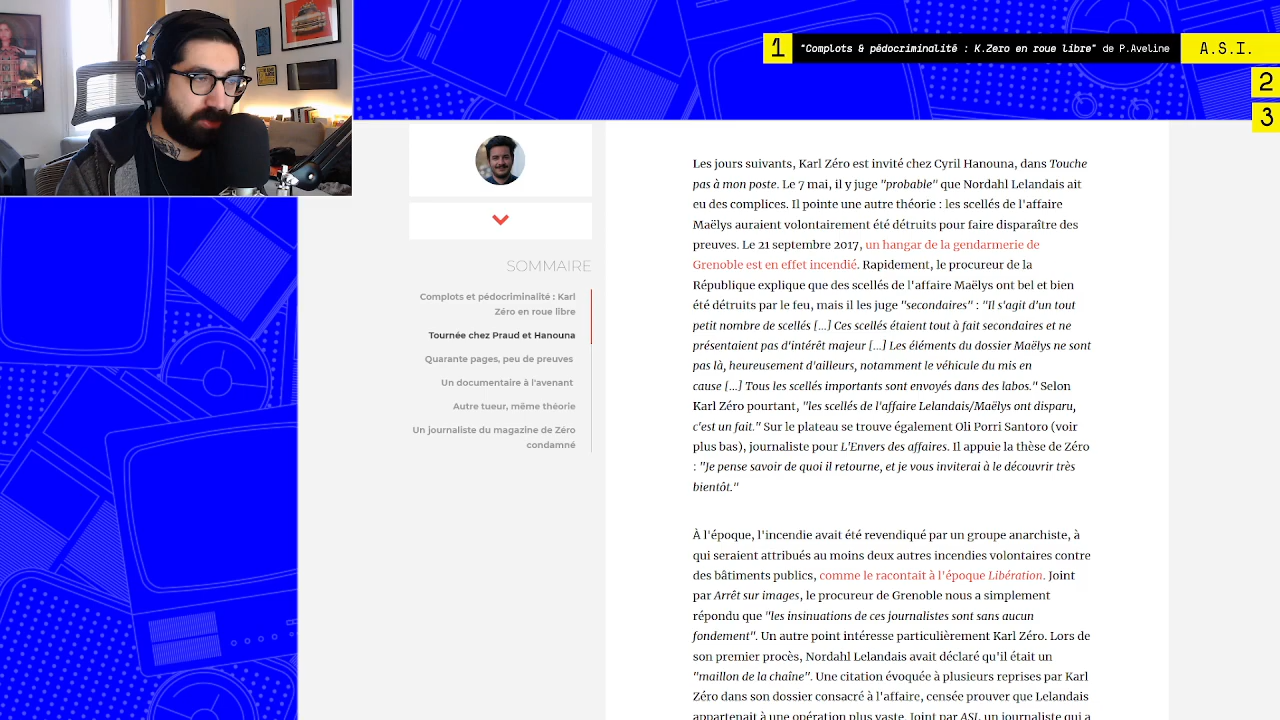 1 "Complots & pédocriminalité : K.Zero en roue libre" de P.Aveline A.S.I.
2
3
SOMMAIRE
Complots et pédocriminalité : Karl
Zéro en roue libre
Tournée chez Praud et Hanouna
Quarante pages, peu de preuves
Un documentaire à l'avenant
Autre tueur, même théorie
Un journaliste du magazine de Zéro
condamné
Les jours suivants, Karl Zéro est invité chez Cyril Hanouna, dans Touche
pas à mon poste. Le 7 mai, il y juge "probable" que Nordahl Lelandais ait
eu des complices. Il pointe une autre théorie : les scellés de l'affaire
Maëlys auraient volontairement été détruits pour faire disparaître des
preuves. Le 21 septembre 2017, un hangar de la gendarmerie de
Grenoble est en effet incendié. Rapidement, le procureur de la
République explique que des scellés de l'affaire Maëlys ont bel et bien
été détruits par le feu, mais il les juge "secondaires" : "Il s'agit d'un tout
petit nombre de scellés [...] Ces scellés étaient tout à fait secondaires et ne
présentaient pas d'intérêt majeur [...] Les éléments du dossier Maëlys ne sont
pas là, heureusement d'ailleurs, notamment le véhicule du mis en
cause [...] Tous les scellés importants sont envoyés dans des labos." Selon
Karl Zéro pourtant, "les scellés de l'affaire Lelandais/Maëlys ont disparu,
c'est un fait." Sur le plateau se trouve également Oli Porri Santoro (voir
plus bas), journaliste pour L'Envers des affaires. Il appuie la thèse de Zéro
: "Je pense savoir de quoi il retourne, et je vous inviterai à le découvrir très
bientôt."
À l'époque, l'incendie avait été revendiqué par un groupe anarchiste, à
qui seraient attribués au moins deux autres incendies volontaires contre
des bâtiments publics, comme le racontait à l'époque Libération. Joint
par Arrêt sur images, le procureur de Grenoble nous a simplement
répondu que "les insinuations de ces journalistes sont sans aucun
fondement". Un autre point intéresse particulièrement Karl Zéro. Lors de
son premier procès, Nordahl Lelandais avait déclaré qu'il était un
"maillon de la chaîne". Une citation évoquée à plusieurs reprises par Karl
Zéro dans son dossier consacré à l'affaire, censée prouver que Lelandais
appartenait à une opération plus vaste. Joint par ASI, un journaliste qui a